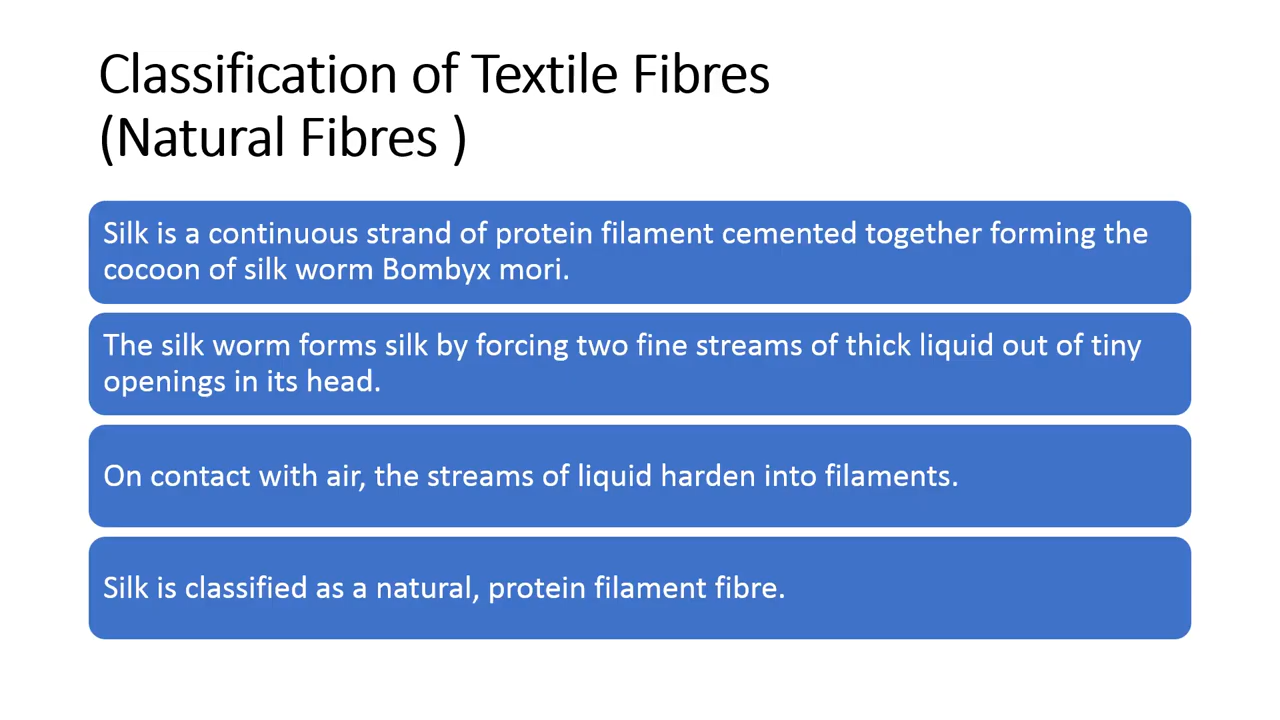 Classification of Textile Fibres
(Natural Fibres )
Silk is a continuous strand of protein filament cemented together forming the
cocoon of silk worm Bombyx mori.
The silk worm forms silk by forcing two fine streams of thick liquid out of tiny
openings in its head.
On contact with air, the streams of liquid harden into filaments.
Silk is classified as a natural, protein filament fibre.